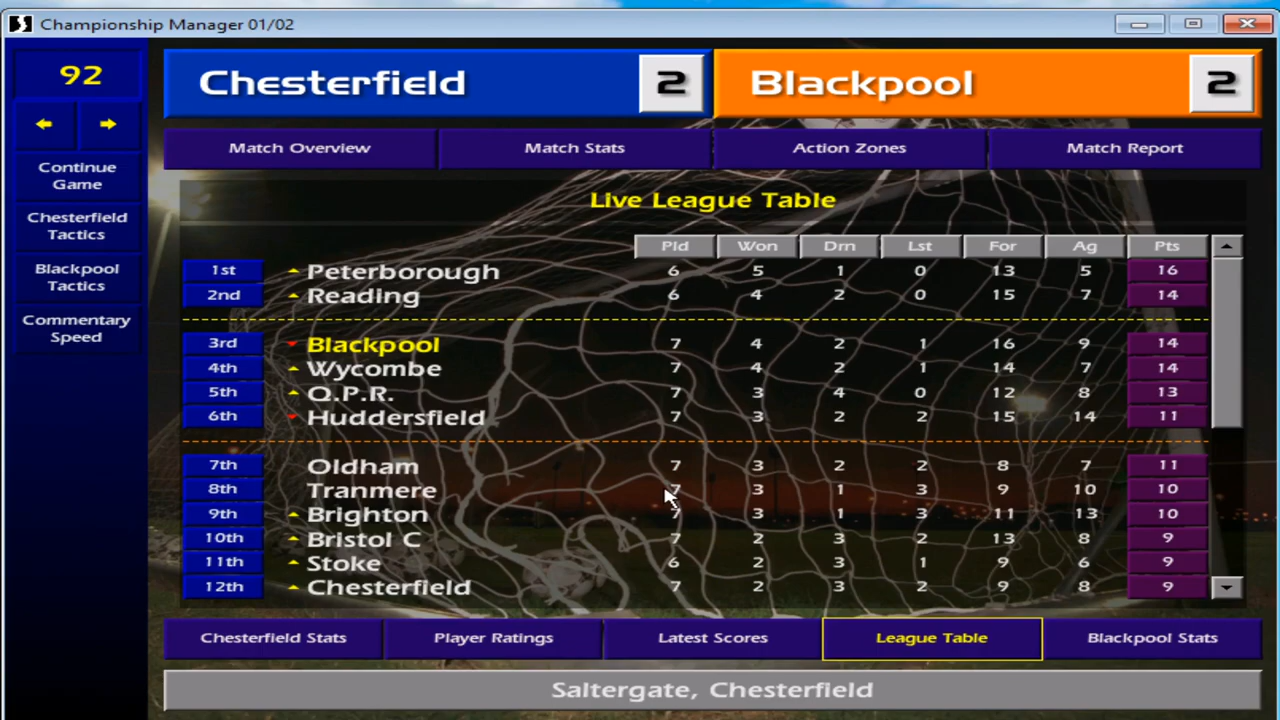 Championship Manager 01/02
92
Continue
Game
Chesterfield
Tactics
Blackpool
Tactics
Commentary
Speed
Chesterfield 2 Blackpool 2
Match Overview Match Stats Action Zones Match Report
Live League Table
Pld Won Drn Lst For Ag Pts
1st Peterborough 6 5 1 0 13 5 16
2nd Reading 6 4 2 0 15 7 14
3rd Blackpool 7 4 2 1 16 9 14
4th Wycombe 7 4 2 1 14 7 14
5th Q.P.R. 7 3 4 0 12 8 13
6th Huddersfield 7 3 2 2 15 14 11
7th Oldham 7 3 2 2 8 7 11
8th Tranmere 7 3 1 3 9 10 10
9th Brighton 7 3 1 3 11 13 10
10th Bristol C 7 2 3 2 13 8 9
11th Stoke 6 2 3 1 9 6 9
12th Chesterfield 7 2 3 2 9 8 9
Chesterfield Stats Player Ratings Latest Scores League Table Blackpool Stats
Saltergate, Chesterfield